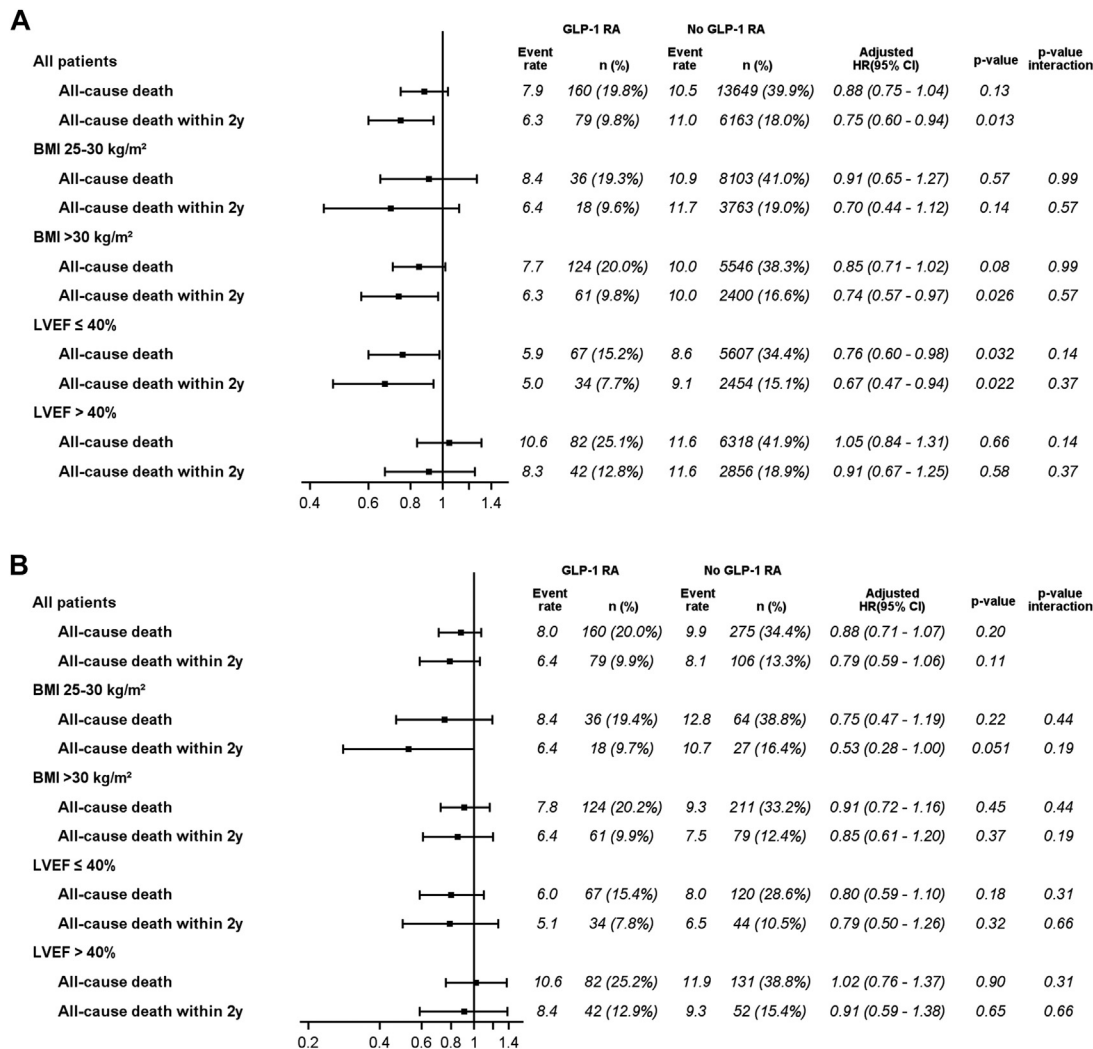 A
GLP-1 RA No GLP-1 RA
All patients Event rate n (%) Event rate n (%) Adjusted HR(95% CI) p-value p-value interaction
All-cause death 7.9 160 (19.8%) 10.5 13649 (39.9%) 0.88 (0.75 - 1.04) 0.13
All-cause death within 2y 6.3 79 (9.8%) 11.0 6163 (18.0%) 0.75 (0.60 - 0.94) 0.013
BMI 25-30 kg/m²
All-cause death 8.4 36 (19.3%) 10.9 8103 (41.0%) 0.91 (0.65 - 1.27) 0.57 0.99
All-cause death within 2y 6.4 18 (9.6%) 11.7 3763 (19.0%) 0.70 (0.44 - 1.12) 0.14 0.57
BMI >30 kg/m²
All-cause death 7.7 124 (20.0%) 10.0 5546 (38.3%) 0.85 (0.71 - 1.02) 0.08 0.99
All-cause death within 2y 6.3 61 (9.8%) 10.0 2400 (16.6%) 0.74 (0.57 - 0.97) 0.026 0.57
LVEF ≤ 40%
All-cause death 5.9 67 (15.2%) 8.6 5607 (34.4%) 0.76 (0.60 - 0.98) 0.032 0.14
All-cause death within 2y 5.0 34 (7.7%) 9.1 2454 (15.1%) 0.67 (0.47 - 0.94) 0.022 0.37
LVEF > 40%
All-cause death 10.6 82 (25.1%) 11.6 6318 (41.9%) 1.05 (0.84 - 1.31) 0.66 0.14
All-cause death within 2y 8.3 42 (12.8%) 11.6 2856 (18.9%) 0.91 (0.67 - 1.25) 0.58 0.37
0.4 0.6 0.8 1 1.4
B
GLP-1 RA No GLP-1 RA
All patients Event rate n (%) Event rate n (%) Adjusted HR(95% CI) p-value p-value interaction
All-cause death 8.0 160 (20.0%) 9.9 275 (34.4%) 0.88 (0.71 - 1.07) 0.20
All-cause death within 2y 6.4 79 (9.9%) 8.1 106 (13.3%) 0.79 (0.59 - 1.06) 0.11
BMI 25-30 kg/m²
All-cause death 8.4 36 (19.4%) 12.8 64 (38.8%) 0.75 (0.47 - 1.19) 0.22 0.44
All-cause death within 2y 6.4 18 (9.7%) 10.7 27 (16.4%) 0.53 (0.28 - 1.00) 0.051 0.19
BMI >30 kg/m²
All-cause death 7.8 124 (20.2%) 9.3 211 (33.2%) 0.91 (0.72 - 1.16) 0.45 0.44
All-cause death within 2y 6.4 61 (9.9%) 7.5 79 (12.4%) 0.85 (0.61 - 1.20) 0.37 0.19
LVEF ≤ 40%
All-cause death 6.0 67 (15.4%) 8.0 120 (28.6%) 0.80 (0.59 - 1.10) 0.18 0.31
All-cause death within 2y 5.1 34 (7.8%) 6.5 44 (10.5%) 0.79 (0.50 - 1.26) 0.32 0.66
LVEF > 40%
All-cause death 10.6 82 (25.2%) 11.9 131 (38.8%) 1.02 (0.76 - 1.37) 0.90 0.31
All-cause death within 2y 8.4 42 (12.9%) 9.3 52 (15.4%) 0.91 (0.59 - 1.38) 0.65 0.66
0.2 0.4 0.6 0.8 1 1.4